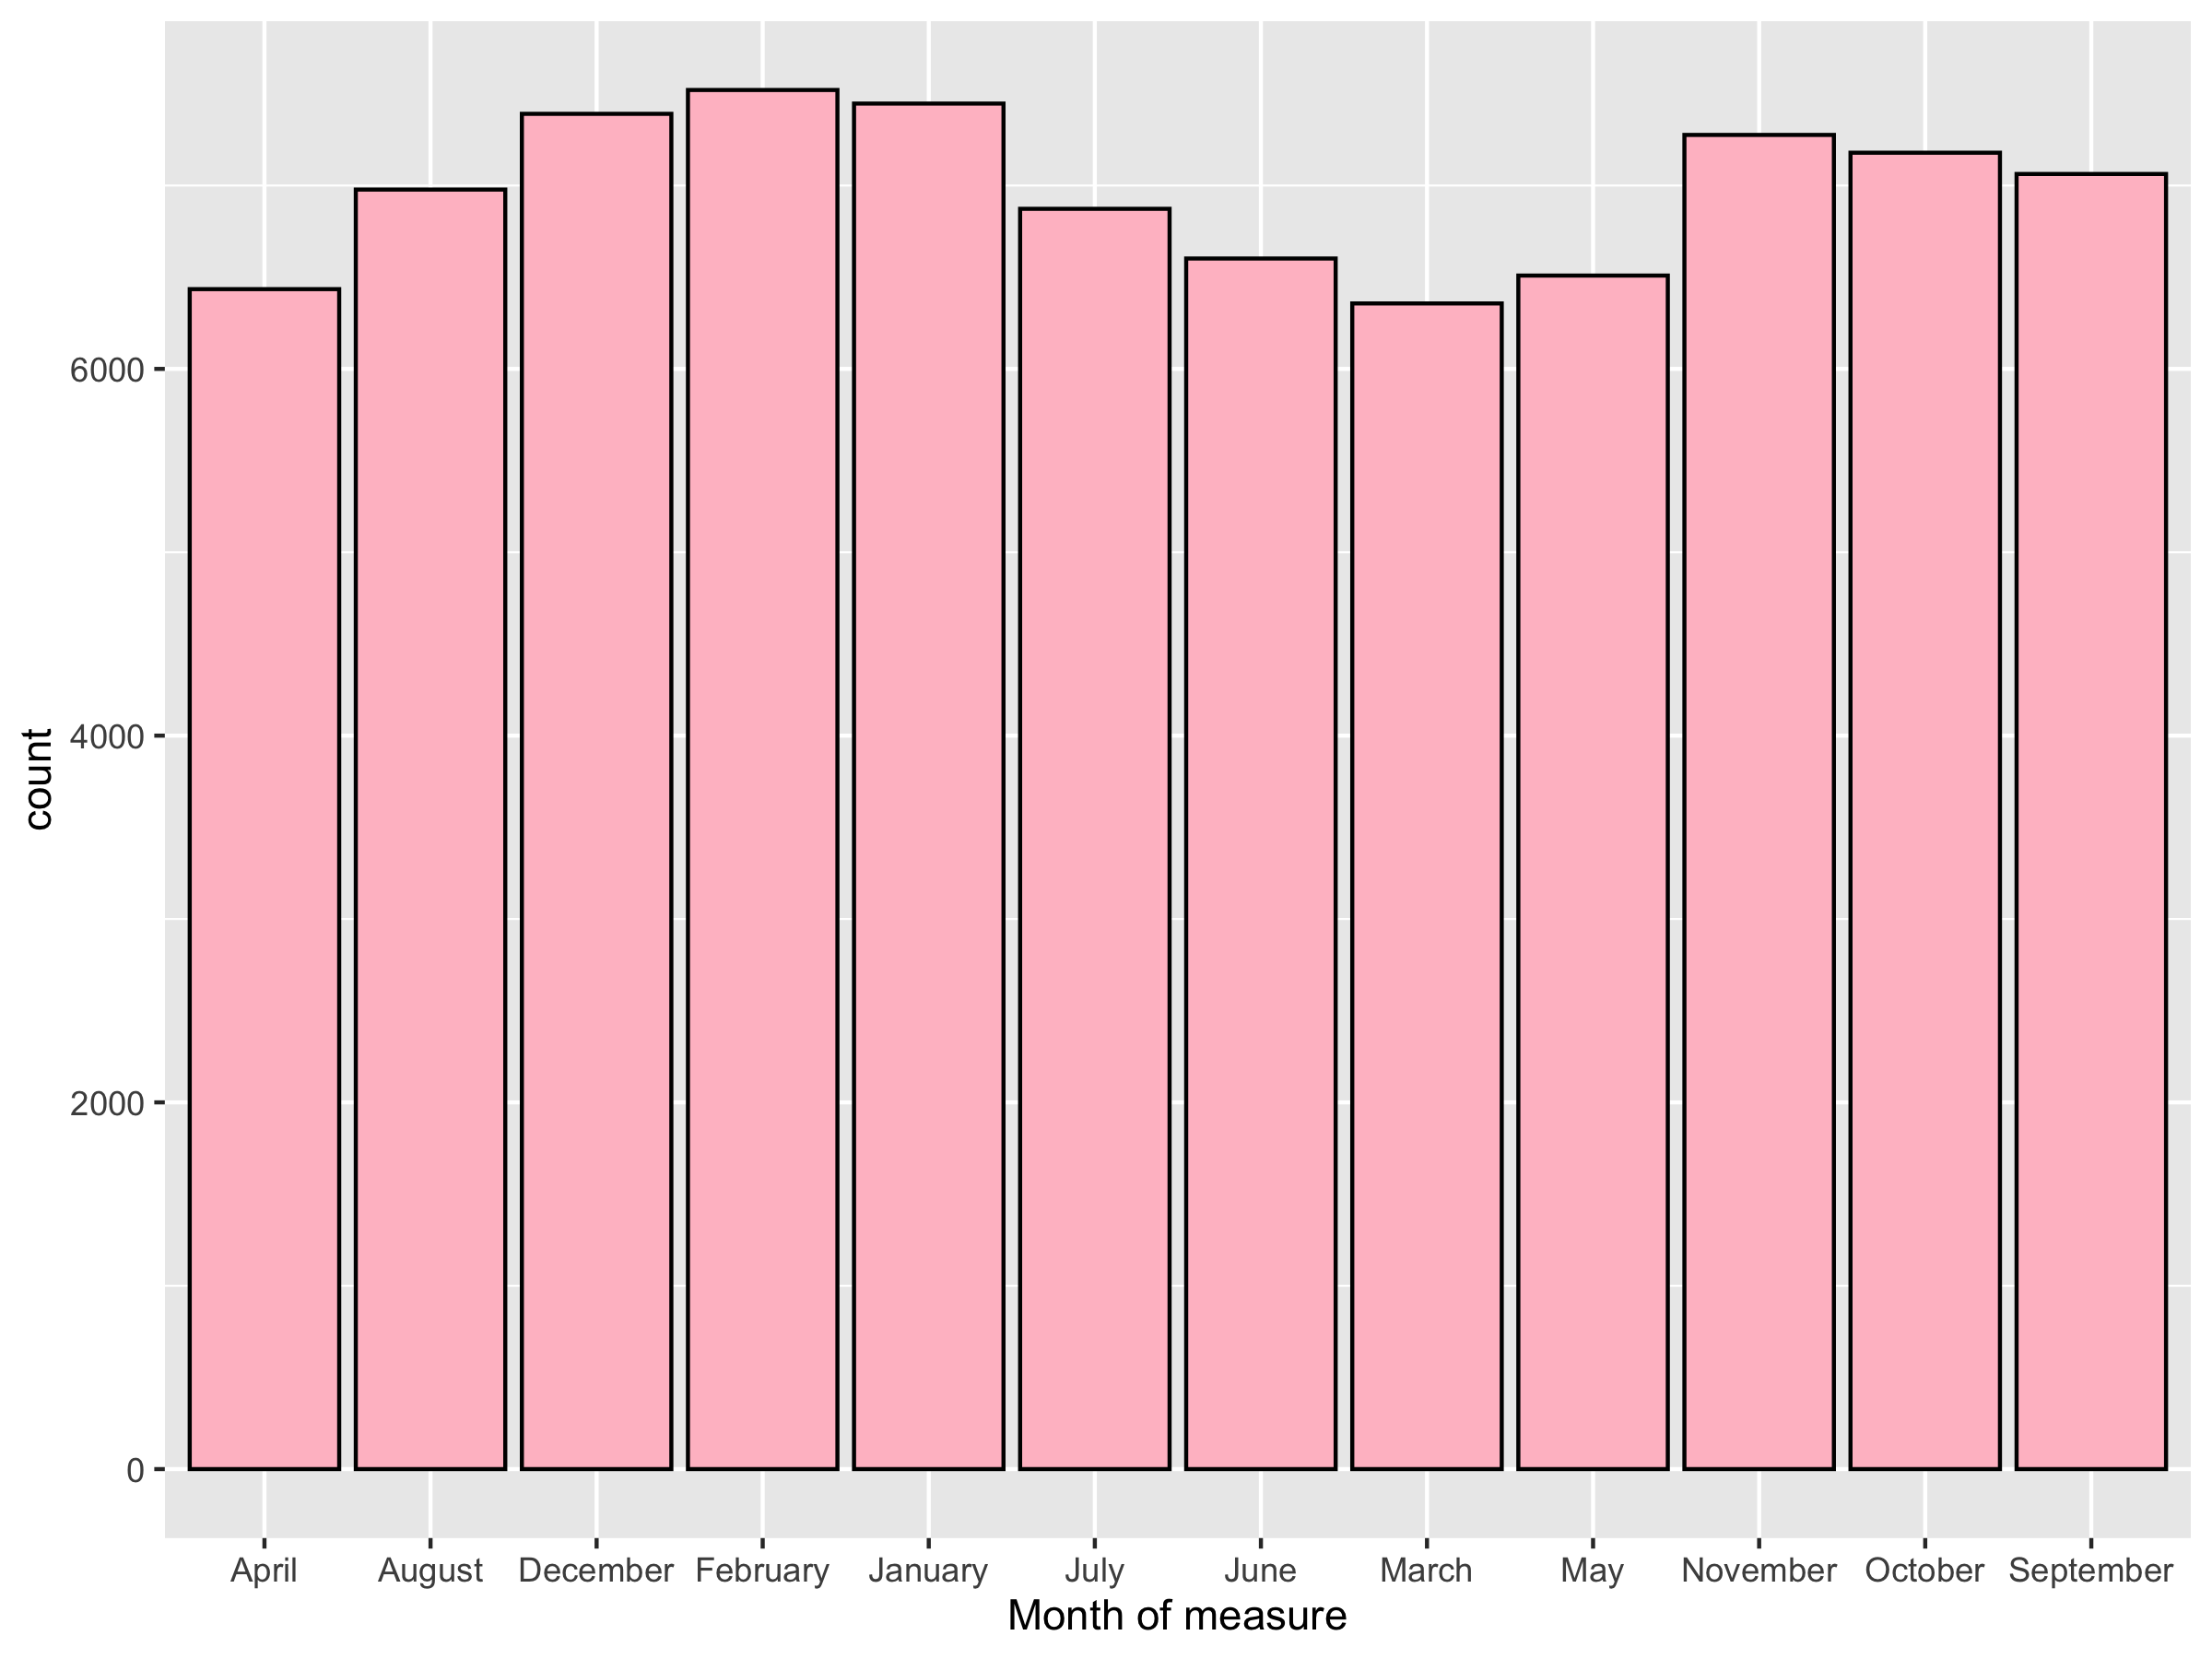 count
6000
4000
2000
0
April August December February January July June March May November October September
Month of measure